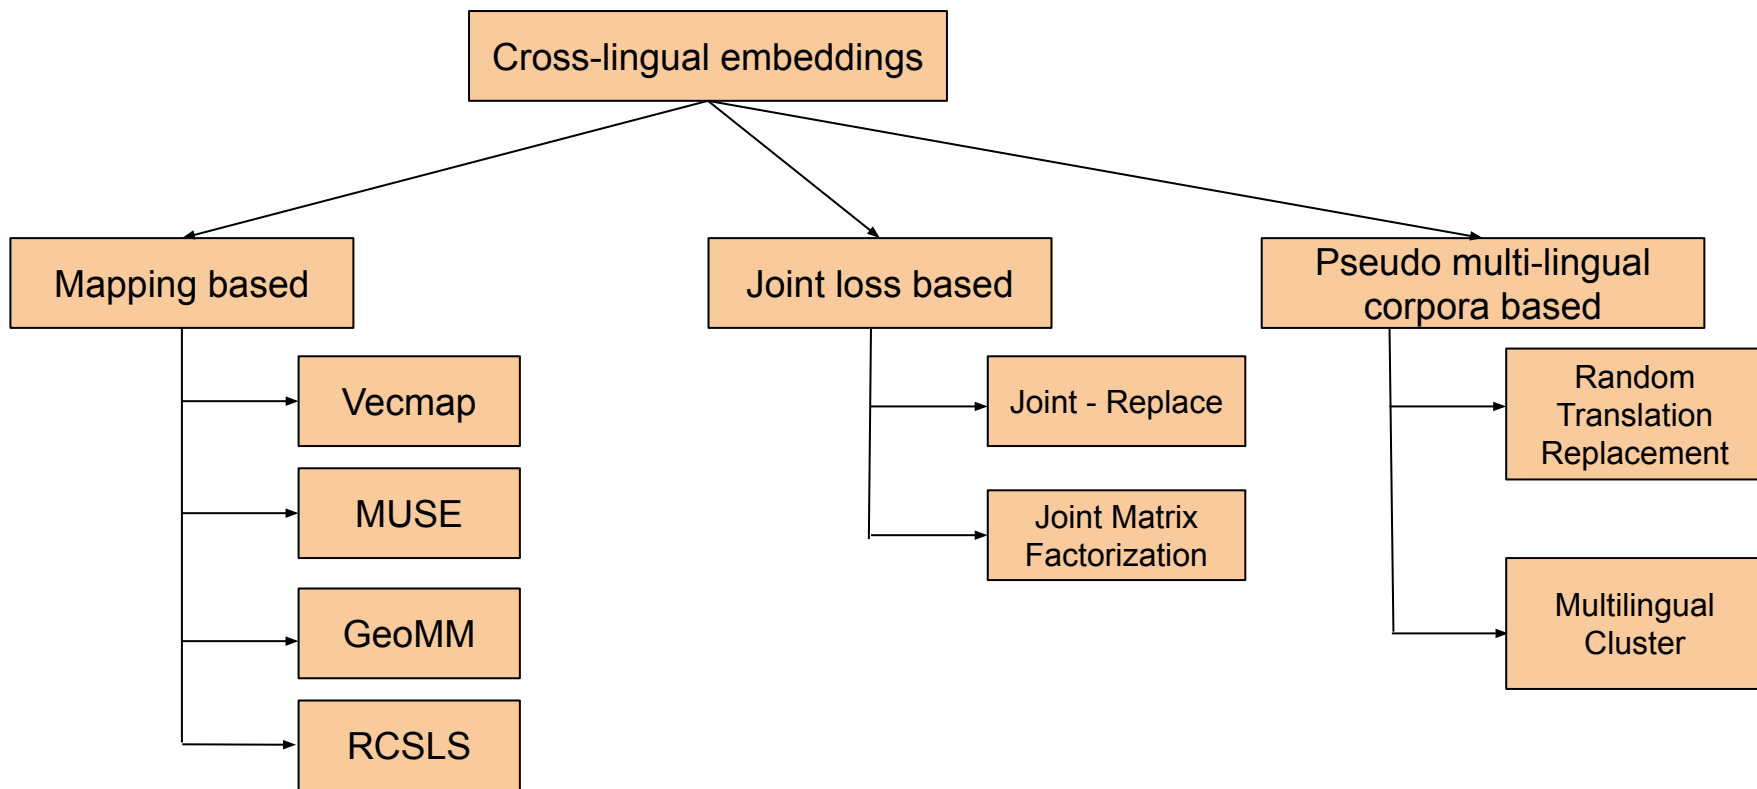 Cross-lingual embeddings
Mapping based
Joint loss based
Pseudo multi-lingual
corpora based
Vecmap
MUSE
GeoMM
RCSLS
Joint - Replace
Joint Matrix
Factorization
Random
Translation
Replacement
Multilingual
Cluster